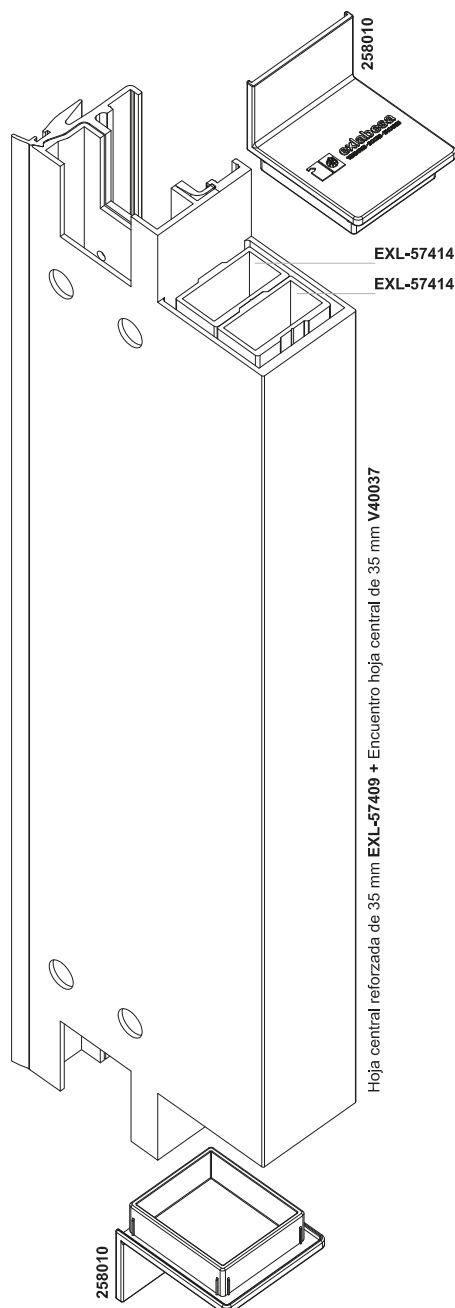 258010
exlabesa
EXL-57414
EXL-57414
Hoja central reforzada de 35 mm EXL-57409 + Encuentro hoja central de 35 mm V40037
258010